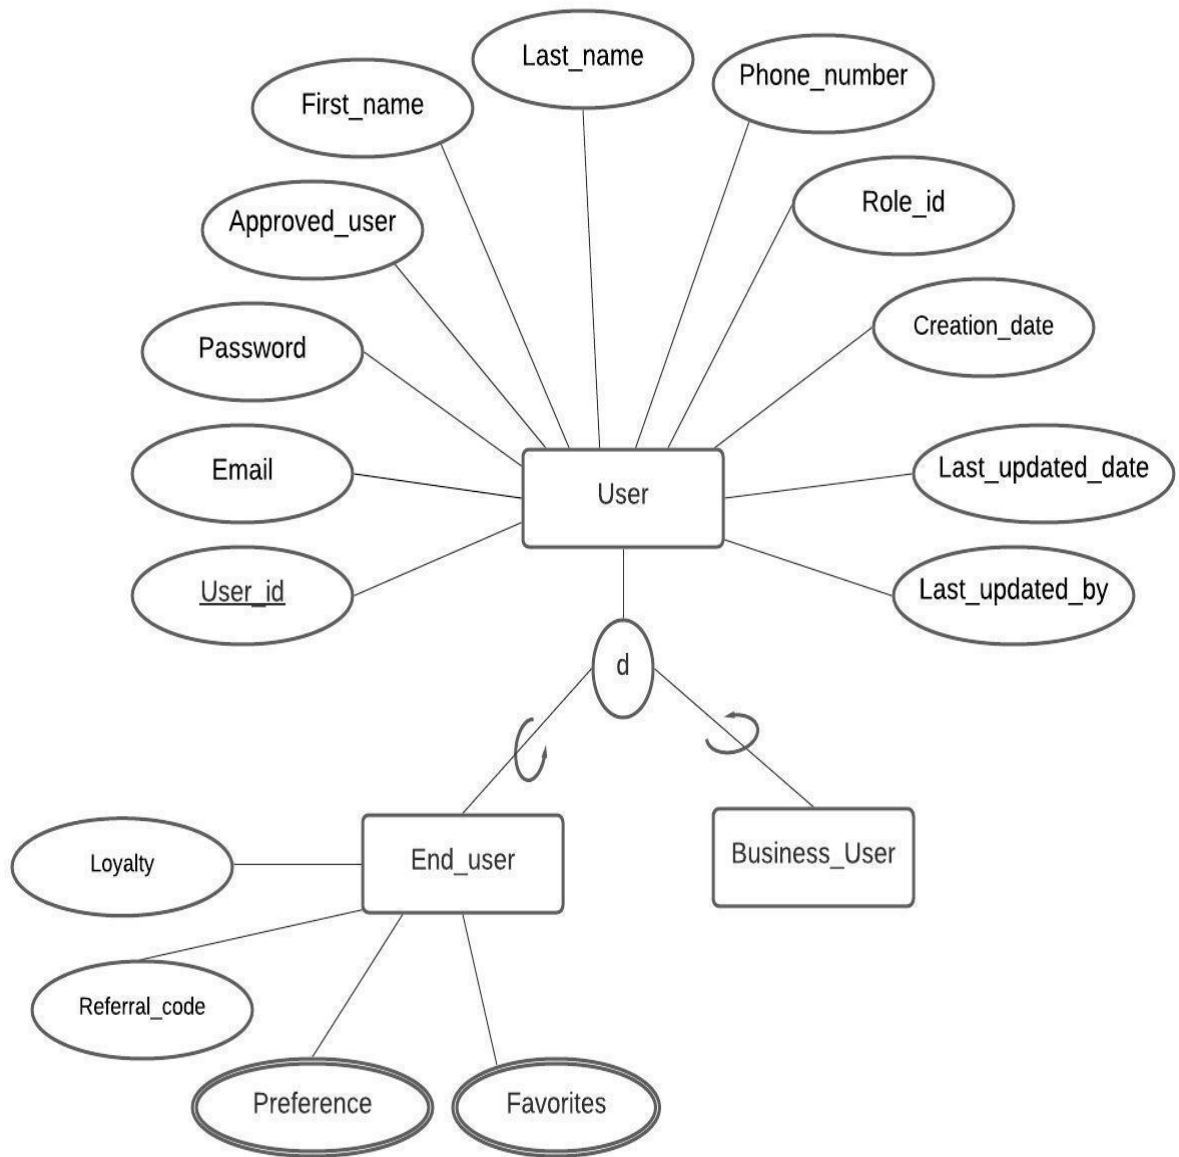 Last_name
Phone_number
First_name
Role_id
Approved_user
Creation_date
Password
Email
Last_updated_date
User
User_id
Last_updated_by
d
End_user
Business_User
Loyalty
Referral_code
Preference
Favorites